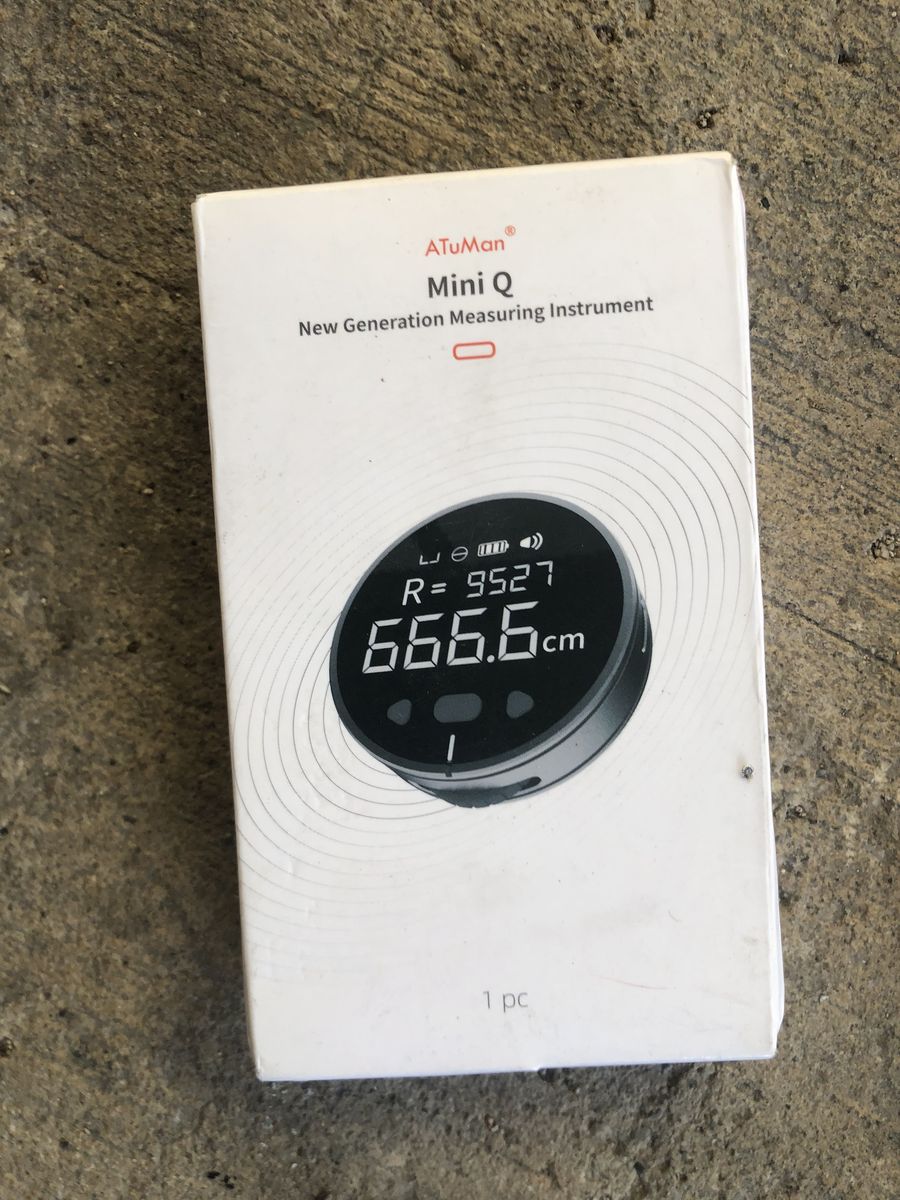 ATuMan®
Mini Q
New Generation Measuring Instrument
R= 9527
666.6cm
1 pc